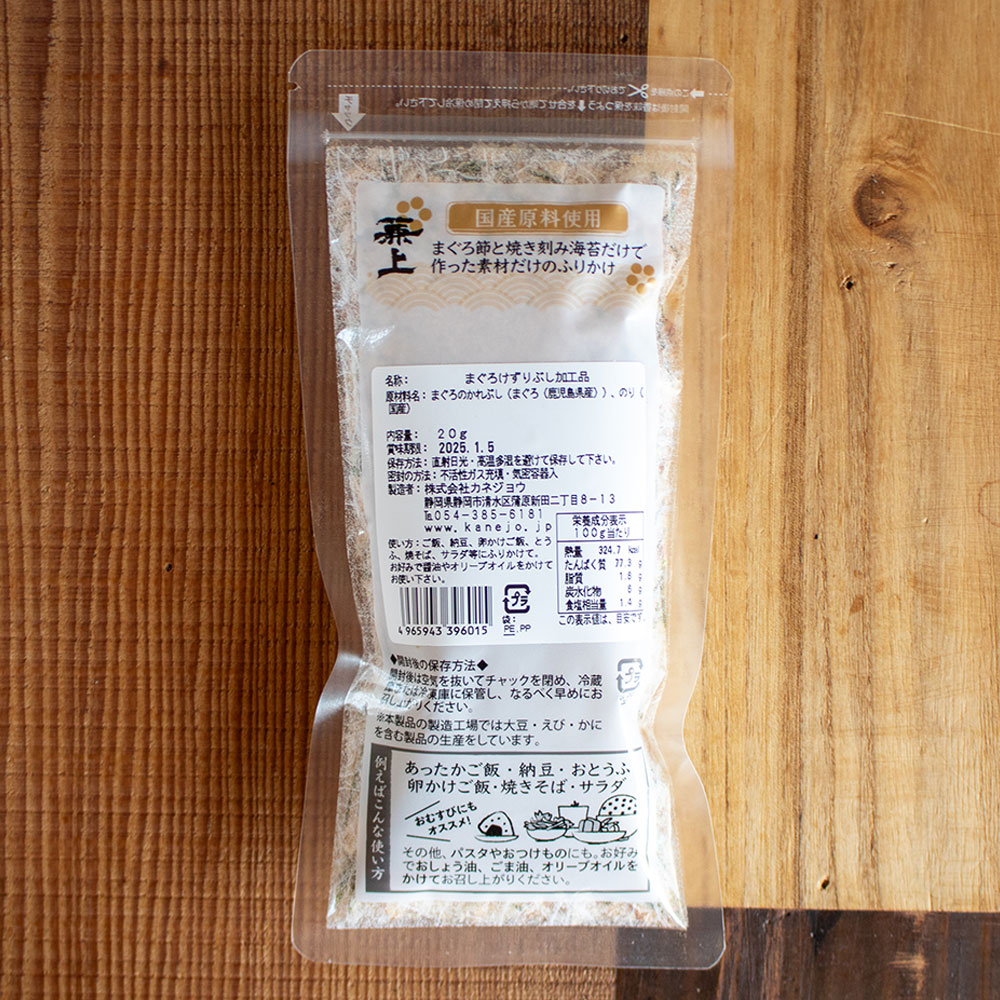 チャック
国産原料使用
兼上
まぐろ節と焼き刻み海苔だけで
作った素材だけのふりかけ
名称: まぐろけずりぶし加工品
原材料名: まぐろのかれぶし(まぐろ(鹿児島県産))、のり(
国産)
内容量: 20g
賞味期限: 2025.1.5
保存方法: 直射日光・高温多湿を避けて保存して下さい。
密封の方法: 不活性ガス充填・気密容器入
製造者: 株式会社カネジョウ
静岡県静岡市清水区蒲原新田二丁目8-13
℡054-385-6181
www.kanejo.jp
使い方: ご飯、納豆、卵かけご飯、とう
ふ、焼そば、サラダ等にふりかけて。
お好みで醤油やオリーブオイルをかけて
お使い下さい。
栄養成分表示
100g当たり
熱量 324.7 kcal
たんぱく質 77.3 g
脂質 1.8 g
炭水化物 6 g
食塩相当量 1.4 g
この表示値は、目安です。
4 965943 396015
プラ
袋:
PE,PP
◆開封後の保存方法◆
開封後は空気を抜いてチャックを閉め、冷蔵
庫または冷凍庫に保管し、なるべく早めにお
召し上がりください。
プラ
※本製品の製造工場では大豆・えび・かに
を含む製品の生産をしています。
例えばこんな使い方
あったかご飯・納豆・おとうふ
卵かけご飯・焼きそば・サラダ
おむすびにも
オススメ!
その他、パスタやおつけものにも。お好み
でおしょう油、ごま油、オリーブオイルを
かけてお召し上がりください。